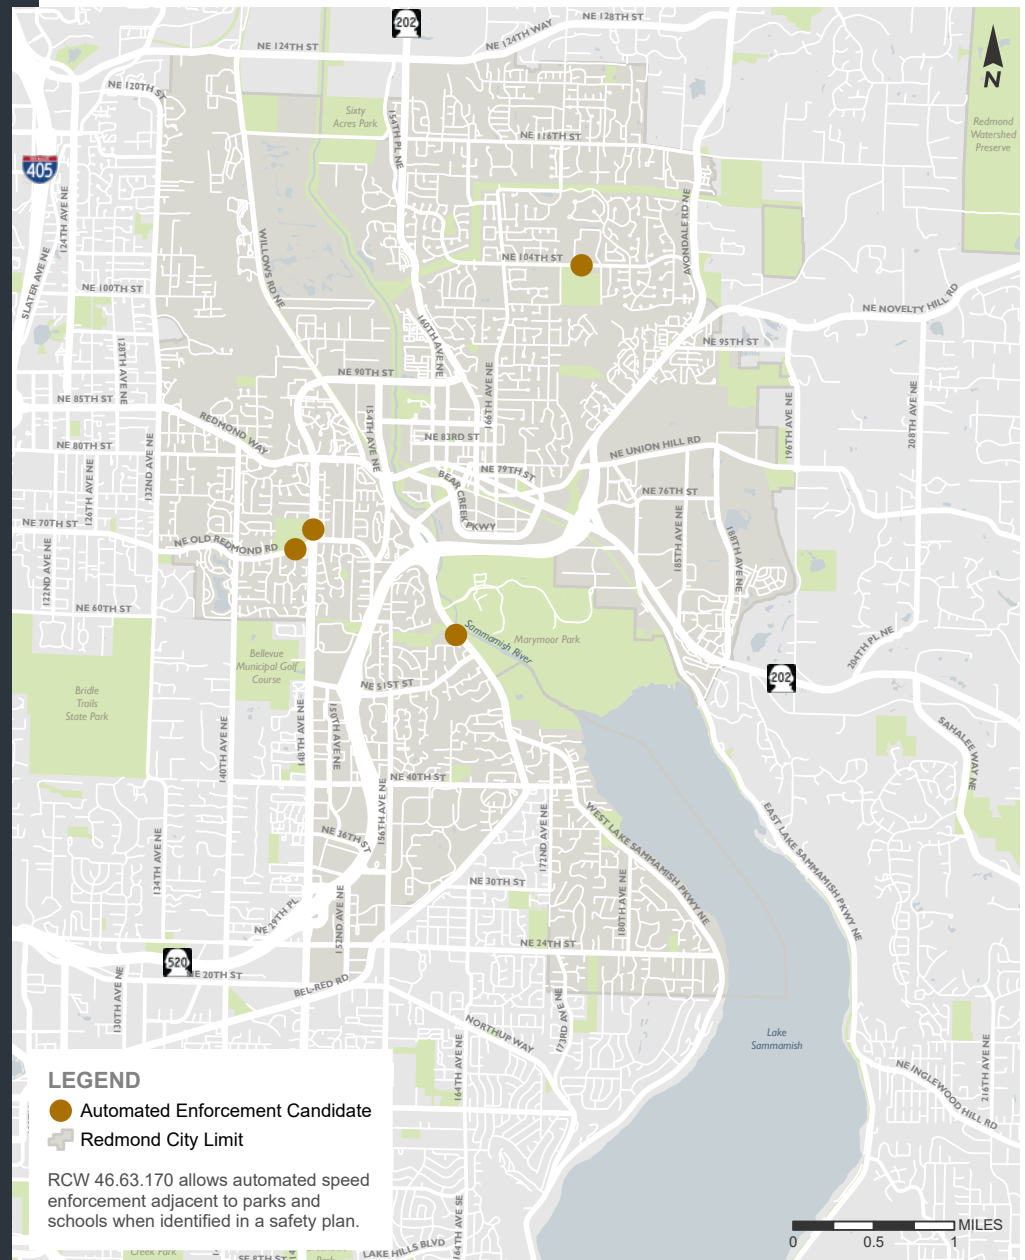 202
NE 128TH ST
NE 124TH WAY
NE 124TH ST
N
NE 120TH ST
Sixty
Acres Park
154TH PL NE
NE 116TH ST
Redmond
Watershed
Preserve
405
124TH AVE NE
SLATER AVE NE
WILLOWS RD NE
AVONDALE RD NE
NE 104TH ST
NE 100TH ST
NE NOVELTY HILL RD
128TH AVE NE
160TH AVE NE
NE 95TH ST
NE 90TH ST
166TH AVE NE
NE 85TH ST
REDMOND WAY
154TH AVE NE
196TH AVE NE
208TH AVE NE
NE 83RD ST
NE 80TH ST
NE UNION HILL RD
132ND AVE NE
126TH AVE NE
NE 79TH ST
BEAR CREEK
PKWY
NE 76TH ST
NE 70TH ST
NE OLD REDMOND RD
185TH AVE NE
188TH AVE NE
122ND AVE NE
NE 60TH ST
Sammamish River
Marymoor Park
204TH PL NE
Bellevue
Municipal Golf
Course
202
NE 51ST ST
Bridle
Trails
State Park
148TH AVE NE
150TH AVE NE
140TH AVE NE
SAHALEE WAY NE
NE 40TH ST
156TH AVE NE
NE 36TH ST
134TH AVE NE
172ND AVE NE
WEST LAKE SAMMAMISH PKWY NE
EAST LAKE SAMMAMISH PKWY NE
NE 30TH ST
180TH AVE NE
152ND AVE NE
NE 29TH PL
NE 24TH ST
520
NE 20TH ST
BEL-RED RD
130TH AVE NE
NORTHUP WAY
173RD AVE NE
164TH AVE NE
Lake
Sammamish
NE INGLEWOOD HILL RD
216TH AVE NE
LEGEND
Automated Enforcement Candidate
Redmond City Limit
RCW 46.63.170 allows automated speed
enforcement adjacent to parks and
schools when identified in a safety plan.
164TH AVE SE
LAKE HILLS BLVD
SE 8TH ST
Creek Park
MILES
0 0.5 1